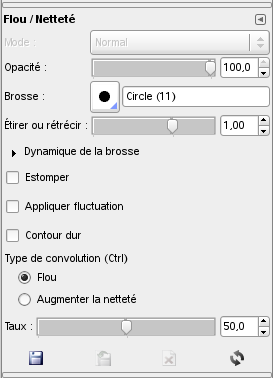 Flou / Netteté
Mode : Normal
Opacité : 100,0
Brosse : Circle (11)
Étirer ou rétrécir : 1,00
Dynamique de la brosse
Estomper
Appliquer fluctuation
Contour dur
Type de convolution (Ctrl)
Flou
Augmenter la netteté
Taux : 50,0